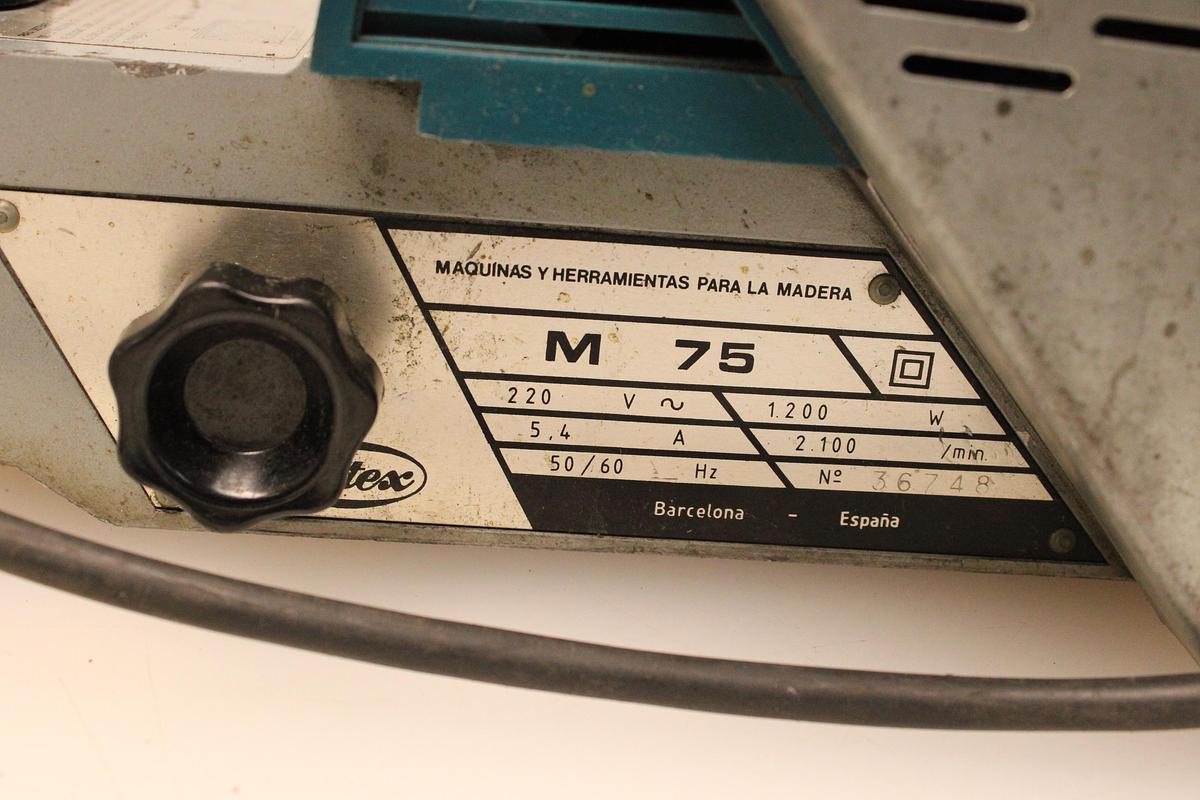 MAQUINAS Y HERRAMIENTAS PARA LA MADERA
M 75
220 V ~ 1.200 W
5,4 A 2.100 /min.
50/60 Hz Nº 36748
tex
Barcelona - España